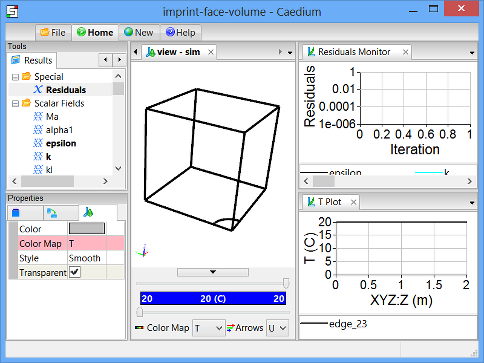 imprint-face-volume - Caedium
File
Home
New
Help
Tools
Results
Special
Residuals
Scalar Fields
Ma
alpha1
epsilon
k
kl
Properties
Color
Color Map T
Style Smooth
Transparent
view - sim
20 20 (C) 20
Color Map T Arrows U
Residuals Monitor
Residuals
1
0.01
0.0001
1e-006
0 0.2 0.4 0.6 0.8 1
Iteration
epsilon k
T Plot
T (C)
20
15
10
5
0
0 0.5 1 1.5 2
XYZ:Z (m)
edge_23